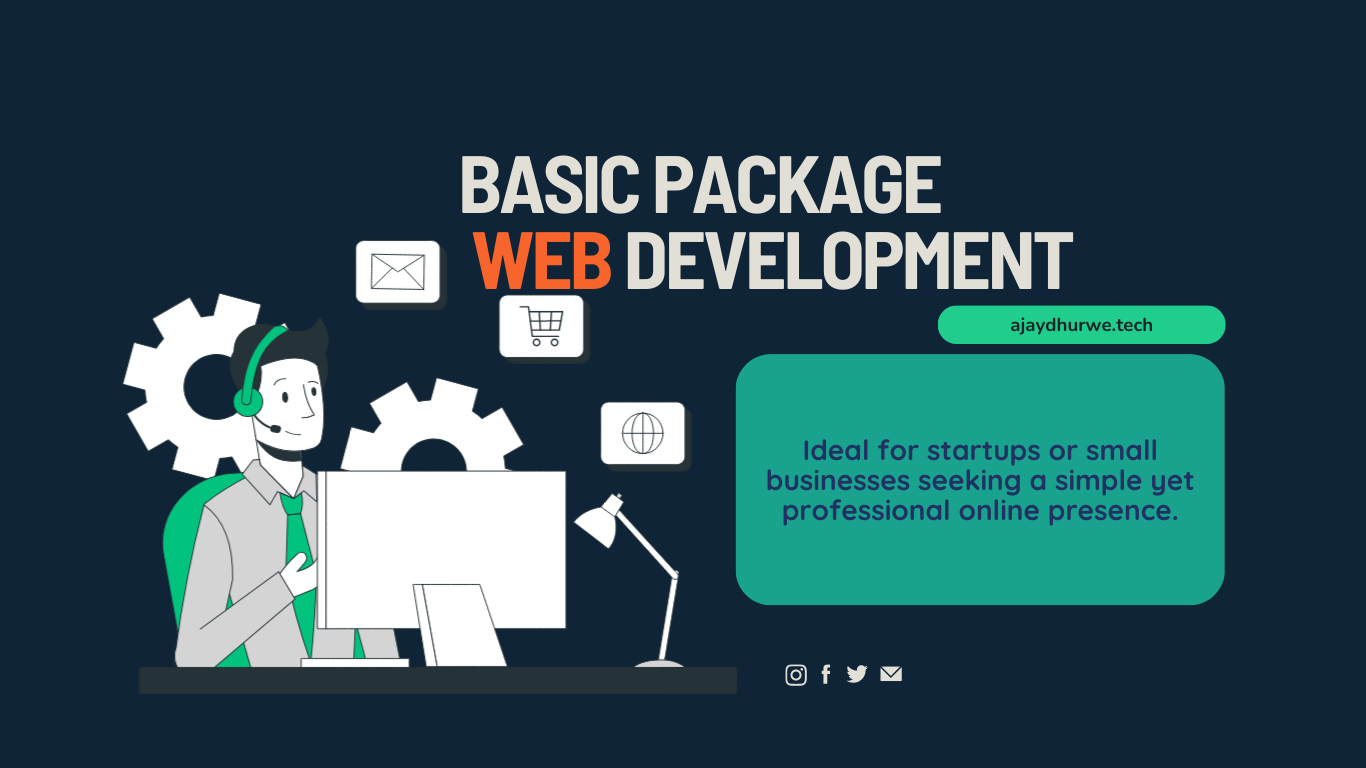 BASIC PACKAGE
WEB DEVELOPMENT
ajaydhurwe.tech
Ideal for startups or small
businesses seeking a simple yet
professional online presence.